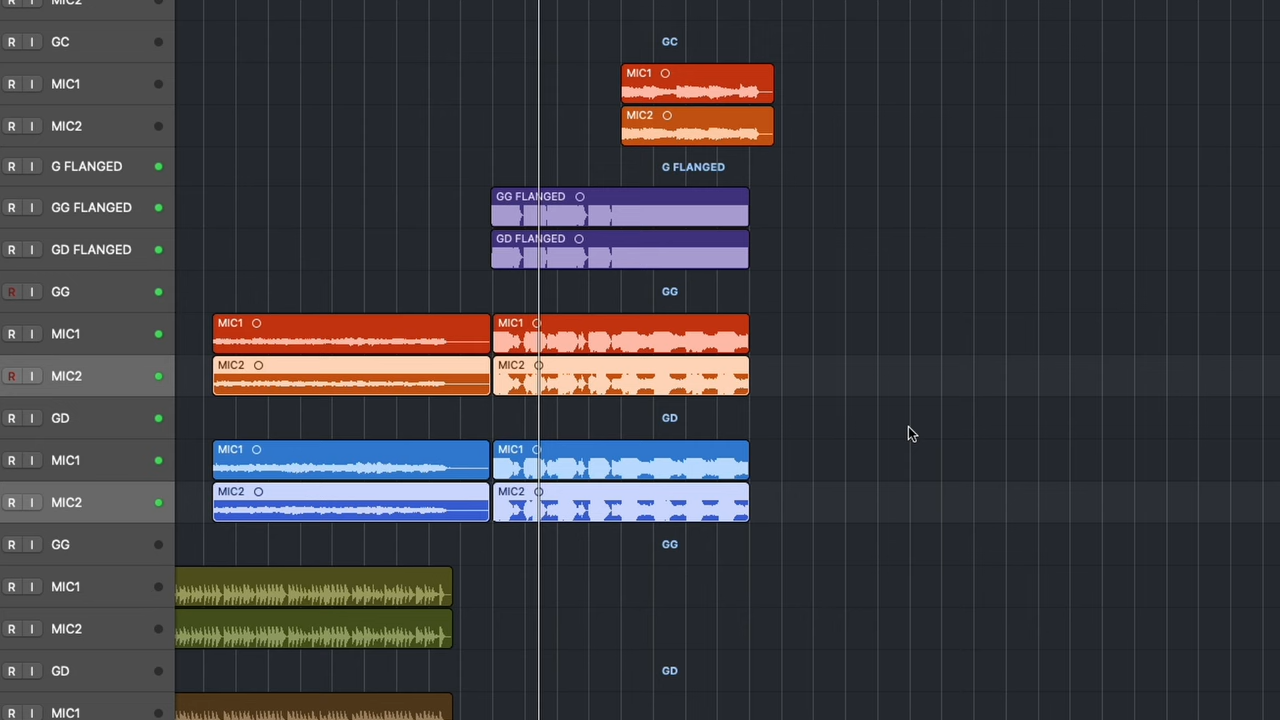 R I MIC2
R I GC GC
R I MIC1 MIC1
R I MIC2 MIC2
R I G FLANGED G FLANGED
R I GG FLANGED GG FLANGED
R I GD FLANGED GD FLANGED
R I GG GG
R I MIC1 MIC1 MIC1
R I MIC2 MIC2 MIC2
R I GD GD
R I MIC1 MIC1 MIC1
R I MIC2 MIC2 MIC2
R I GG GG
R I MIC1
R I MIC2
R I GD GD
R I MIC1